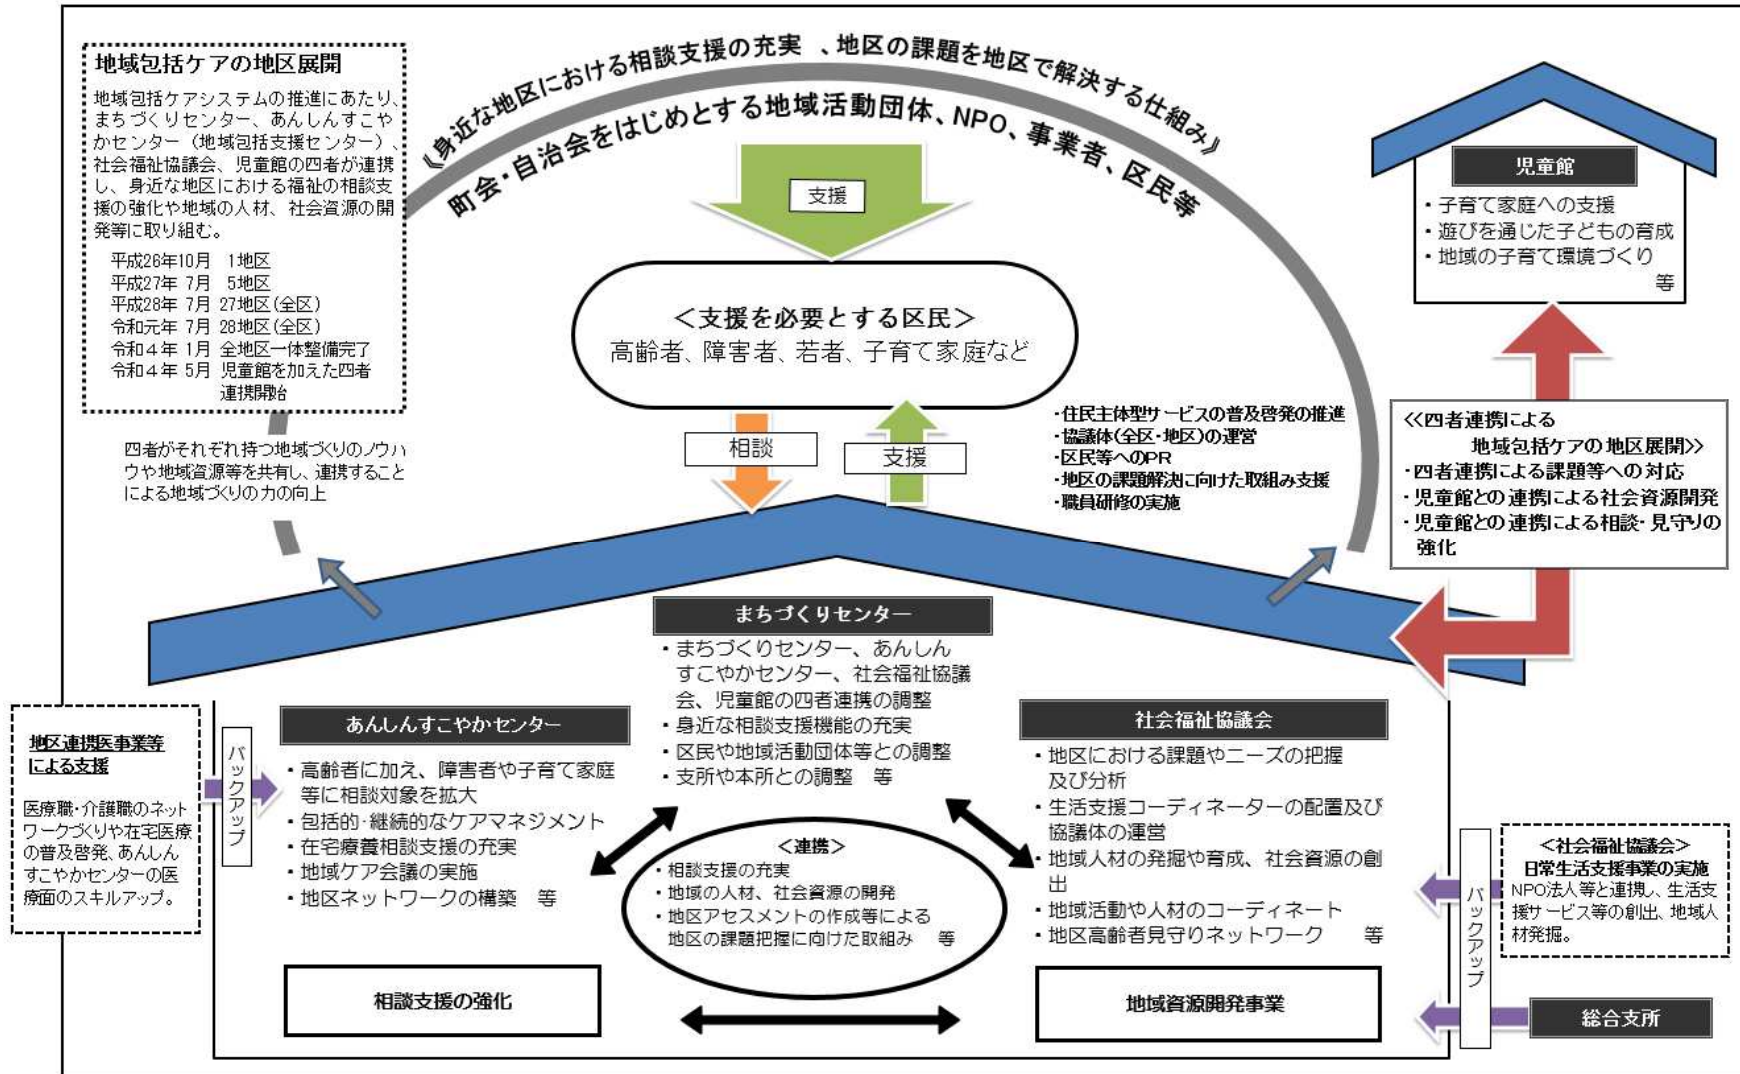 地域包括ケアの地区展開
地域包括ケアシステムの推進にあたり、
まちづくりセンター、あんしんすこや
かセンター（地域包括支援センター）、
社会福祉協議会、児童館の四者が連携
し、身近な地区における福祉の相談支
援の強化や地域の人材、社会資源の開
発等に取り組む。
平成26年10月 1地区
平成27年 7月 5地区
平成28年 7月 27地区(全区)
令和元年 7月 28地区(全区)
令和４年 1月 全地区一体整備完了
令和４年 5月 児童館を加えた四者
連携開始
四者がそれぞれ持つ地域づくりのノウハ
ウや地域資源等を共有し、連携すること
による地域づくりの力の向上
《身近な地区における相談支援の充実 、地区の課題を地区で解決する仕組み》
町会・自治会をはじめとする地域活動団体、NPO、事業者、区民等
支援
＜支援を必要とする区民＞
高齢者、障害者、若者、子育て家庭など
相談
支援
・住民主体型サービスの普及啓発の推進
・協議体(全区・地区)の運営
・区民等へのPR
・地区の課題解決に向けた取組み支援
・職員研修の実施
児童館
・子育て家庭への支援
・遊びを通じた子どもの育成
・地域の子育て環境づくり
等
<<四者連携による
地域包括ケアの地区展開>>
・四者連携による課題等への対応
・児童館との連携による社会資源開発
・児童館との連携による相談・見守りの
強化
まちづくりセンター
・まちづくりセンター、あんしん
すこやかセンター、社会福祉協議
会、児童館の四者連携の調整
・身近な相談支援機能の充実
・区民や地域活動団体等との調整
・支所や本所との調整 等
地区連携医事業等
による支援
医療職・介護職のネット
ワークづくりや在宅医療
の普及啓発、あんしん
すこやかセンターの医
療面のスキルアップ。
バックアップ
あんしんすこやかセンター
・高齢者に加え、障害者や子育て家庭
等に相談対象を拡大
・包括的・継続的なケアマネジメント
・在宅療養相談支援の充実
・地域ケア会議の実施
・地区ネットワークの構築 等
相談支援の強化
＜連携＞
・相談支援の充実
・地域の人材、社会資源の開発
・地区アセスメントの作成等による
地区の課題把握に向けた取組み 等
社会福祉協議会
・地区における課題やニーズの把握
及び分析
・生活支援コーディネーターの配置及び
協議体の運営
・地域人材の発掘や育成、社会資源の創
出
・地域活動や人材のコーディネート
・地区高齢者見守りネットワーク 等
地域資源開発事業
バックアップ
＜社会福祉協議会＞
日常生活支援事業の実施
NPO法人等と連携し、生活支
援サービス等の創出、地域人
材発掘。
総合支所